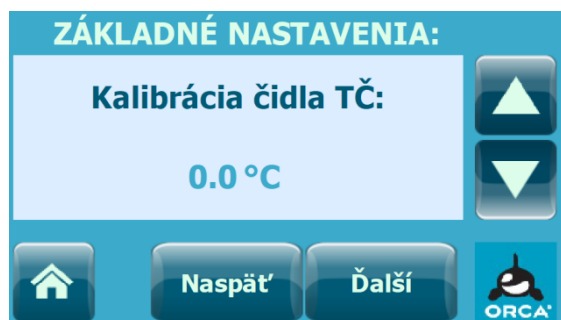 ZÁKLADNÉ NASTAVENIA:
Kalibrácia čidla TČ:
0.0 °C
Naspäť
Ďalší
ORCA